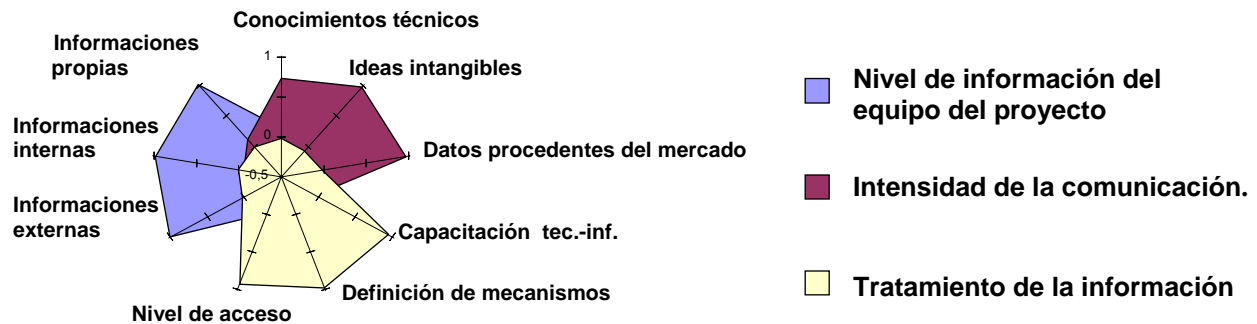 Conocimientos técnicos
Informaciones
propias
1
Ideas intangibles
Informaciones
internas
0
-0,5
Datos procedentes del mercado
Informaciones
externas
Capacitación tec.-inf.
Definición de mecanismos
Nivel de acceso
Nivel de información del
equipo del proyecto
Intensidad de la comunicación.
Tratamiento de la información